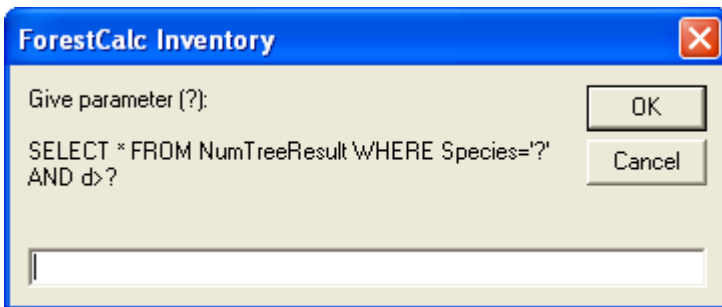 ForestCalc Inventory
Give parameter (?):
OK
SELECT * FROM NumTreeResult WHERE Species='?'
AND d>?
Cancel